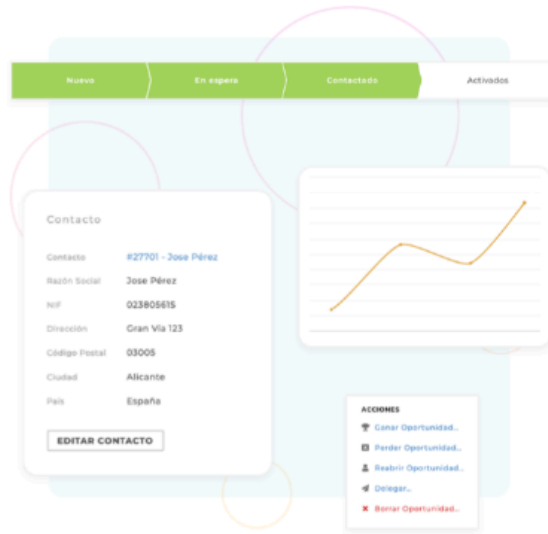 Nuevo
En espera
Contactado
Activados
Contacto
Contacto #27701 - Jose Pérez
Razón Social Jose Pérez
NIF 02380561S
Dirección Gran Vía 123
Código Postal 03005
Ciudad Alicante
País España
EDITAR CONTACTO
ACCIONES
Ganar Oportunidad...
Perder Oportunidad...
Reabrir Oportunidad...
Delegar...
Borrar Oportunidad...